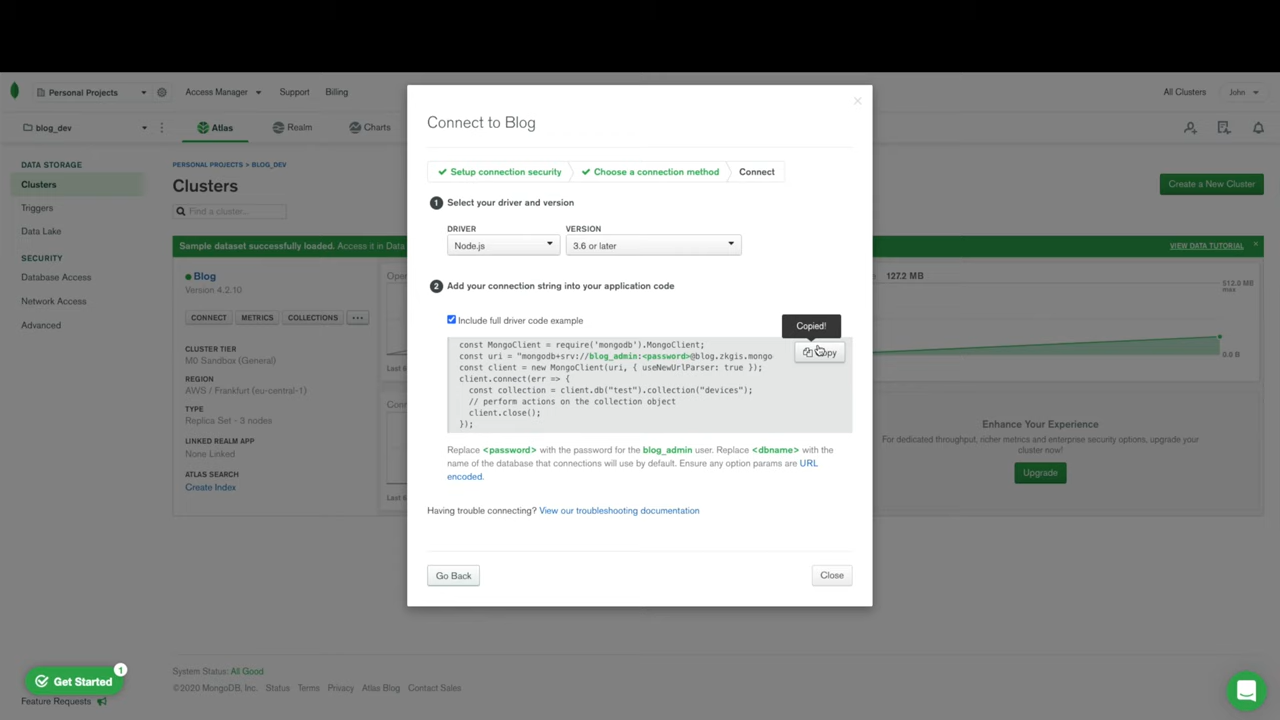 Personal Projects
Access Manager
Support
Billing
All Clusters
John
blog_dev
Atlas
Realm
Charts
DATA STORAGE
Clusters
Triggers
Data Lake
SECURITY
Database Access
Network Access
Advanced
PERSONAL PROJECTS > BLOG_DEV
Clusters
Find a cluster...
Create a New Cluster
Sample dataset successfully loaded. Access it in Data
VIEW DATA TUTORIAL
Blog
Version 4.2.10
CONNECT
METRICS
COLLECTIONS
...
CLUSTER TIER
M0 Sandbox (General)
REGION
AWS / Frankfurt (eu-central-1)
TYPE
Replica Set - 3 nodes
LINKED REALM APP
None Linked
ATLAS SEARCH
Create Index
127.2 MB
512.0 MB
max
0.0 B
Enhance Your Experience
For dedicated throughput, richer metrics and enterprise security options, upgrade your
cluster now!
Upgrade
Connect to Blog
Setup connection security
Choose a connection method
Connect
1 Select your driver and version
DRIVER
VERSION
Node.js
3.6 or later
2 Add your connection string into your application code
Include full driver code example
Copied!
Copy
const MongoClient = require('mongodb').MongoClient;
const uri = "mongodb+srv://blog_admin:<password>@blog.zkgis.mongo
const client = new MongoClient(uri, { useNewUrlParser: true });
client.connect(err => {
const collection = client.db("test").collection("devices");
// perform actions on the collection object
client.close();
});
Replace <password> with the password for the blog_admin user. Replace <dbname> with the
name of the database that connections will use by default. Ensure any option params are URL
encoded.
Having trouble connecting? View our troubleshooting documentation
Go Back
Close
System Status: All Good
©2020 MongoDB, Inc. Status Terms Privacy Atlas Blog Contact Sales
Get Started
1
Feature Requests